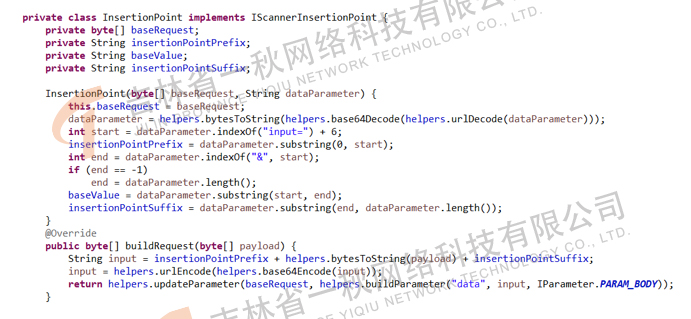 private class InsertionPoint implements IScannerInsertionPoint {
private byte[] baseRequest;
private String insertionPointPrefix;
private String baseValue;
private String insertionPointSuffix;
InsertionPoint(byte[] baseRequest, String dataParameter) {
this.baseRequest = baseRequest;
dataParameter = helpers.bytesToString(helpers.base64Decode(helpers.urlDecode(dataParameter)));
int start = dataParameter.indexOf("input=") + 6;
insertionPointPrefix = dataParameter.substring(0, start);
int end = dataParameter.indexOf("&", start);
if (end == -1)
end = dataParameter.length();
baseValue = dataParameter.substring(start, end);
insertionPointSuffix = dataParameter.substring(end, dataParameter.length());
}
@Override
public byte[] buildRequest(byte[] payload) {
String input = insertionPointPrefix + helpers.bytesToString(payload) + insertionPointSuffix;
input = helpers.urlEncode(helpers.base64Encode(input));
return helpers.updateParameter(baseRequest, helpers.buildParameter("data", input, IParameter.PARAM_BODY));
}
吉林省一秋网络科技有限公司
YIQIU NETWORK TECHNOLOGY CO., LTD.
吉林省一秋网络科技有限公司
YIQIU NETWORK TECHNOLOGY CO., LTD.